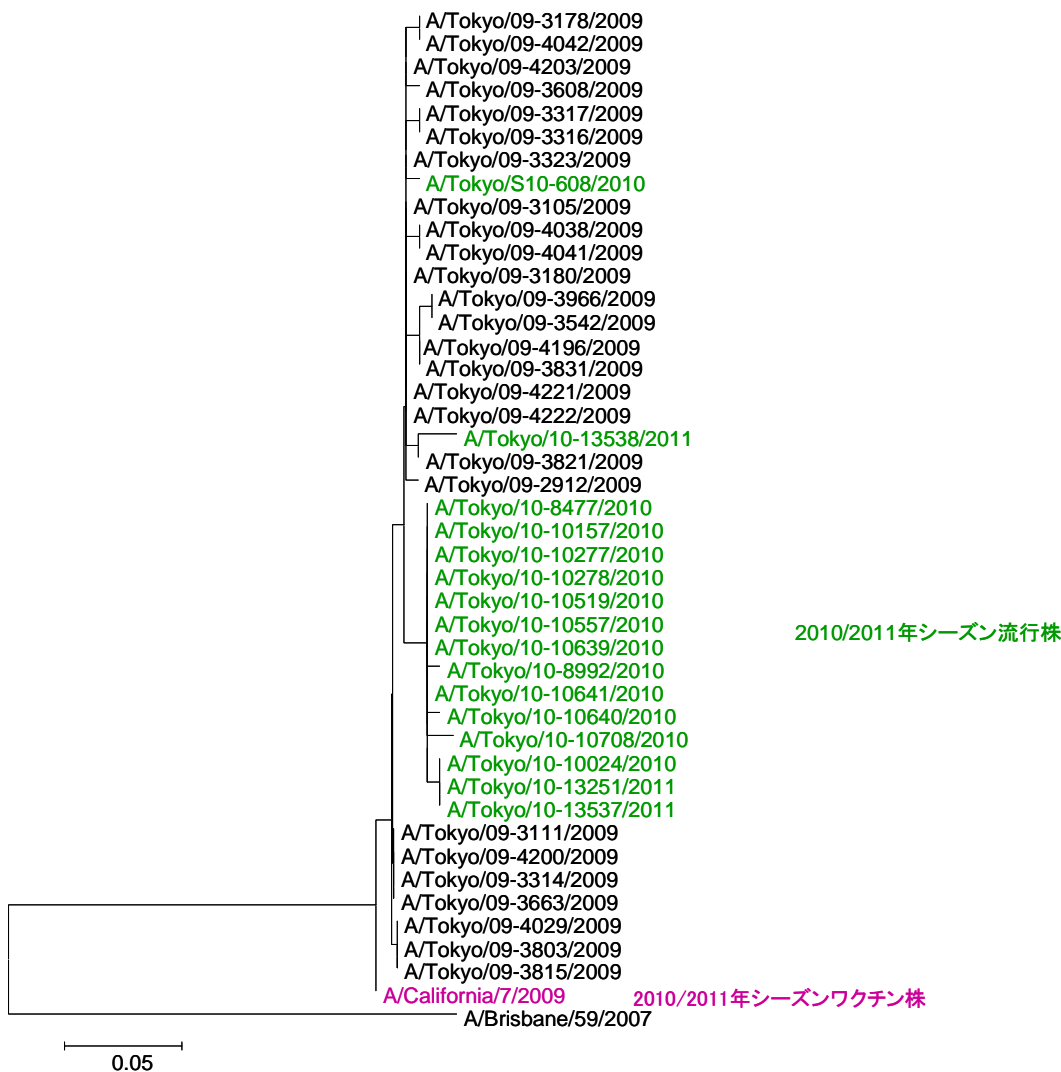 A/Tokyo/09-3178/2009
A/Tokyo/09-4042/2009
A/Tokyo/09-4203/2009
A/Tokyo/09-3608/2009
A/Tokyo/09-3317/2009
A/Tokyo/09-3316/2009
A/Tokyo/09-3323/2009
A/Tokyo/S10-608/2010
A/Tokyo/09-3105/2009
A/Tokyo/09-4038/2009
A/Tokyo/09-4041/2009
A/Tokyo/09-3180/2009
A/Tokyo/09-3966/2009
A/Tokyo/09-3542/2009
A/Tokyo/09-4196/2009
A/Tokyo/09-3831/2009
A/Tokyo/09-4221/2009
A/Tokyo/09-4222/2009
A/Tokyo/10-13538/2011
A/Tokyo/09-3821/2009
A/Tokyo/09-2912/2009
A/Tokyo/10-8477/2010
A/Tokyo/10-10157/2010
A/Tokyo/10-10277/2010
A/Tokyo/10-10278/2010
A/Tokyo/10-10519/2010
A/Tokyo/10-10557/2010
2010/2011年シーズン流行株
A/Tokyo/10-10639/2010
A/Tokyo/10-8992/2010
A/Tokyo/10-10641/2010
A/Tokyo/10-10640/2010
A/Tokyo/10-10708/2010
A/Tokyo/10-10024/2010
A/Tokyo/10-13251/2011
A/Tokyo/10-13537/2011
A/Tokyo/09-3111/2009
A/Tokyo/09-4200/2009
A/Tokyo/09-3314/2009
A/Tokyo/09-3663/2009
A/Tokyo/09-4029/2009
A/Tokyo/09-3803/2009
A/Tokyo/09-3815/2009
A/California/7/2009 2010/2011年シーズンワクチン株
A/Brisbane/59/2007
0.05